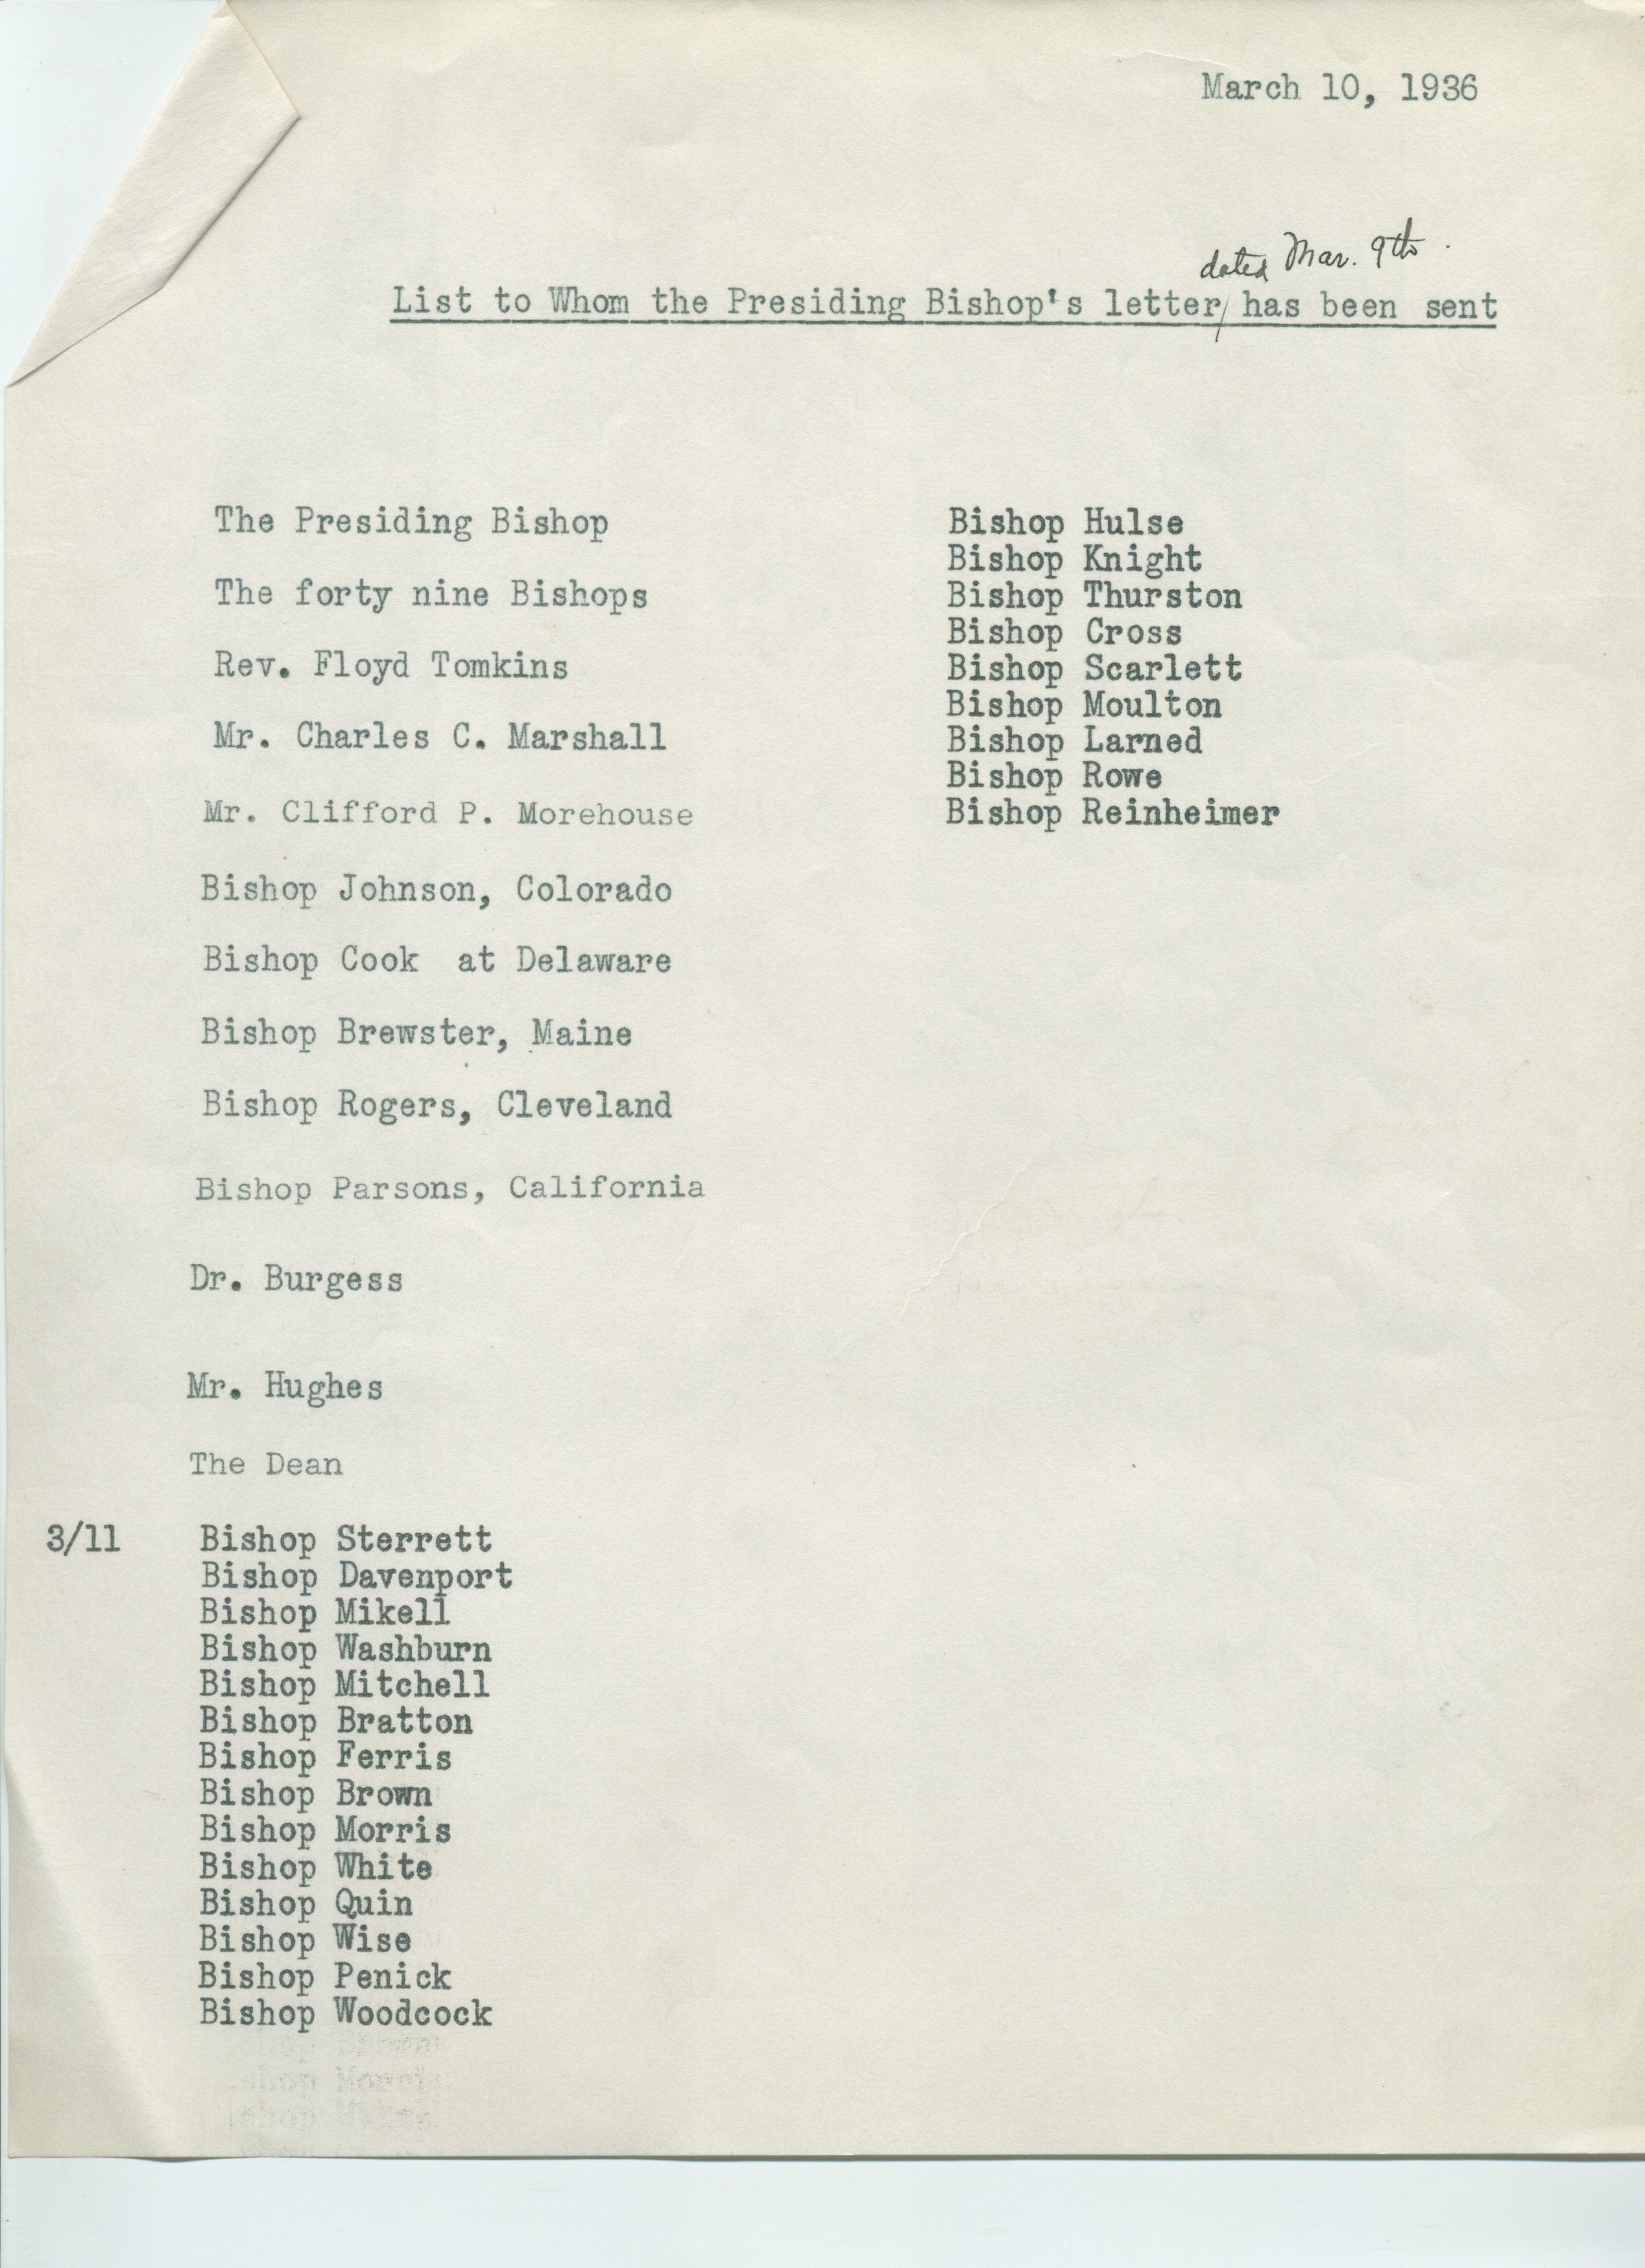 March 10, 1936
dated Mar. 9th.
List to Whom the Presiding Bishop's letter/ has been sent
The Presiding Bishop
The forty nine Bishops
Rev. Floyd Tomkins
Mr. Charles C. Marshall
Mr. Clifford P. Morehouse
Bishop Johnson, Colorado
Bishop Cook at Delaware
Bishop Brewster, Maine
Bishop Rogers, Cleveland
Bishop Parsons, California
Dr. Burgess
Mr. Hughes
The Dean
3/11 Bishop Sterrett
Bishop Davenport
Bishop Mikell
Bishop Washburn
Bishop Mitchell
Bishop Bratton
Bishop Ferris
Bishop Brown
Bishop Morris
Bishop White
Bishop Quin
Bishop Wise
Bishop Penick
Bishop Woodcock
Bishop Hulse
Bishop Knight
Bishop Thurston
Bishop Cross
Bishop Scarlett
Bishop Moulton
Bishop Larned
Bishop Rowe
Bishop Reinheimer